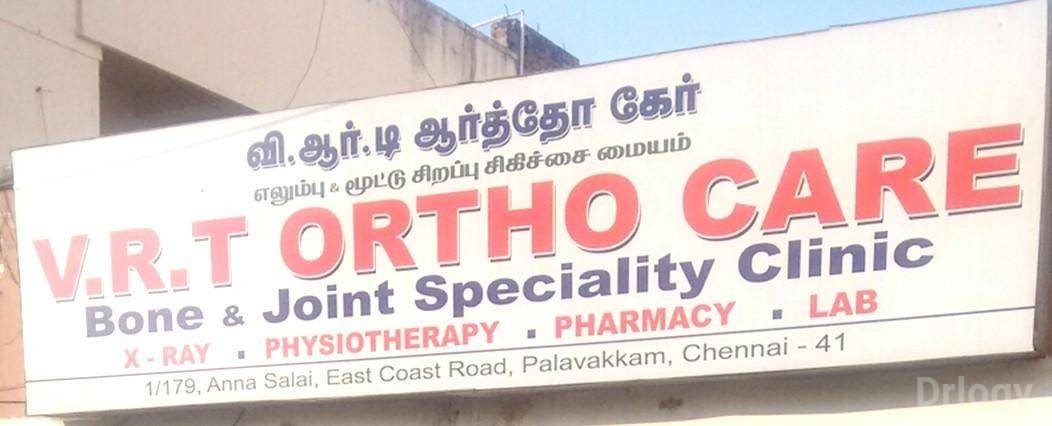 வி.ஆர்.டி ஆர்த்தோ கேர்
எலும்பு & மூட்டு சிறப்பு சிகிச்சை மையம்
V.R.T ORTHO CARE
Bone & Joint Speciality Clinic
X - RAY ▪ PHYSIOTHERAPY ▪ PHARMACY ▪ LAB
1/179, Anna Salai, East Coast Road, Palavakkam, Chennai - 41
Drlogy